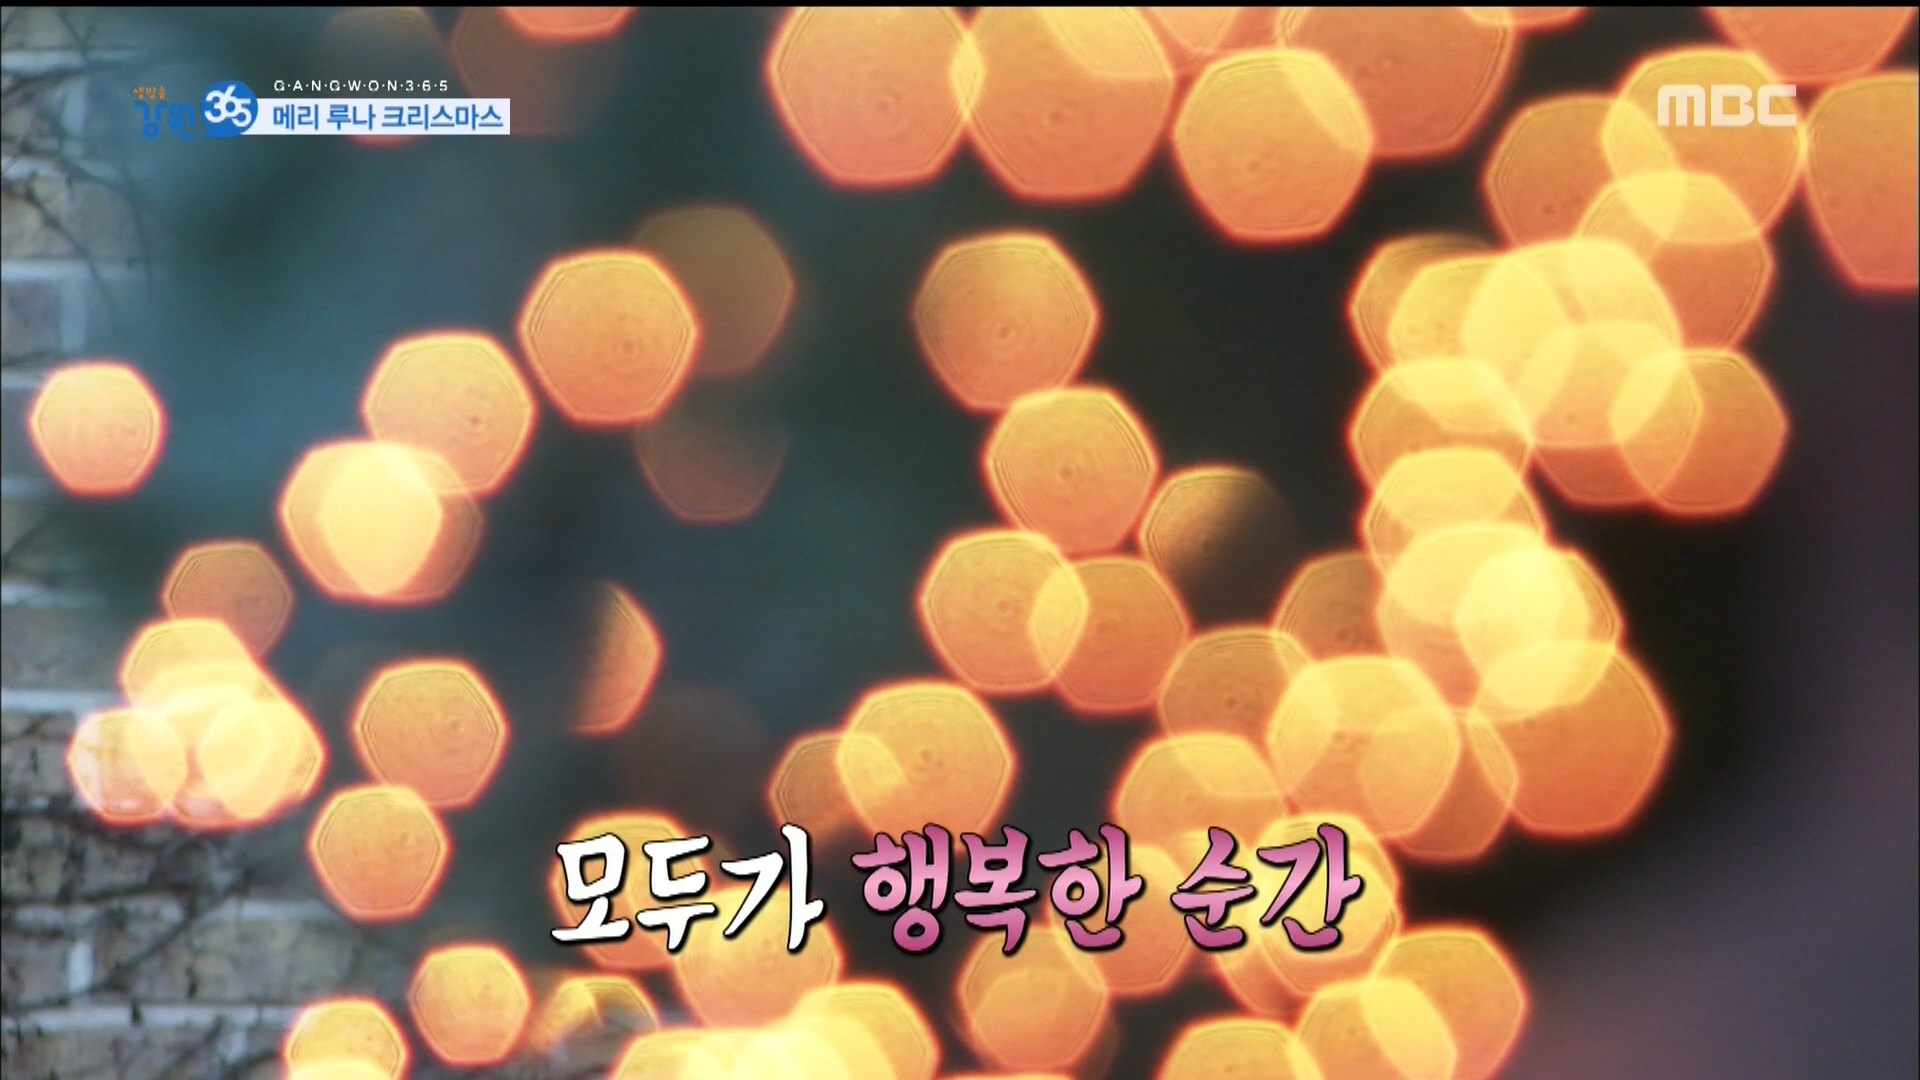 G·A·N·G·W·O·N·3·6·5
생방송
강원 365
메리 루나 크리스마스
MBC
모두가 행복한 순간